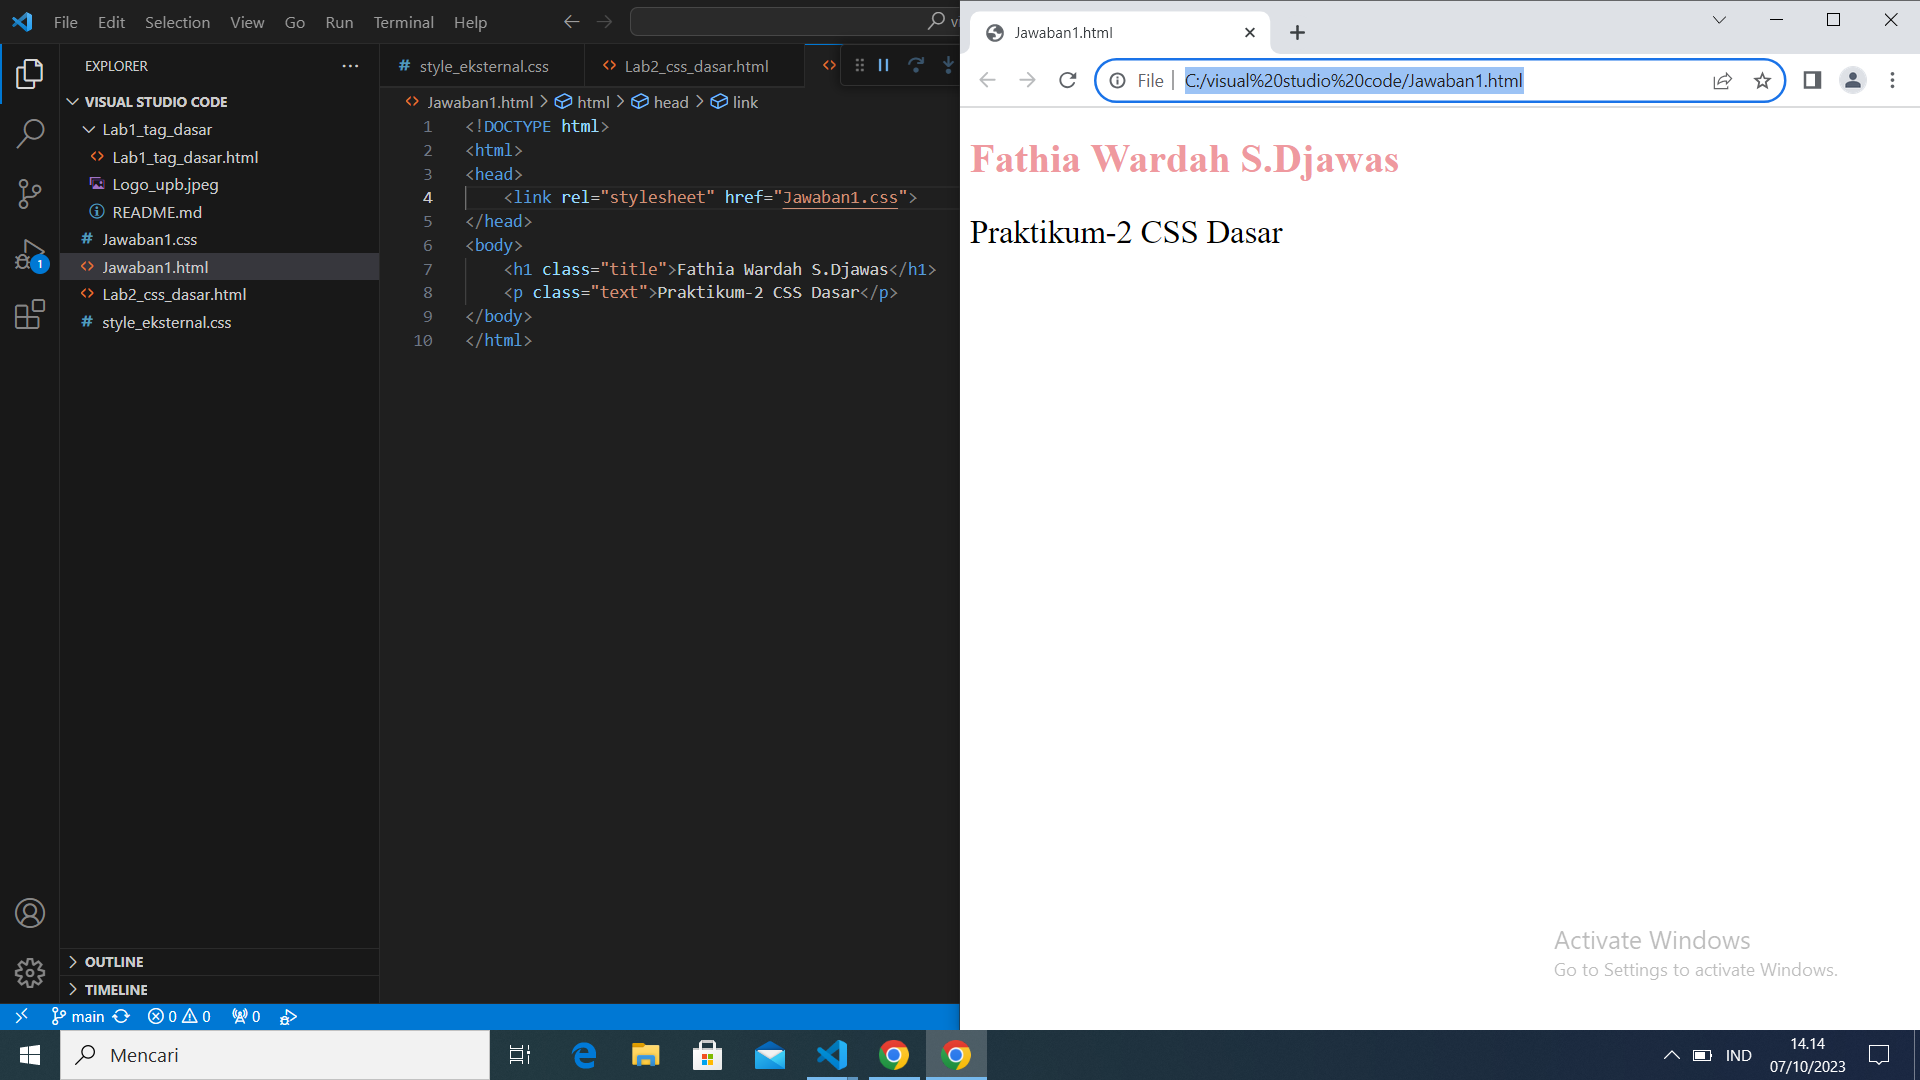 File Edit Selection View Go Run Terminal Help
EXPLORER
VISUAL STUDIO CODE
Lab1_tag_dasar
Lab1_tag_dasar.html
Logo_upb.jpeg
README.md
Jawaban1.css
Jawaban1.html
Lab2_css_dasar.html
style_eksternal.css
OUTLINE
TIMELINE
1
style_eksternal.css Lab2_css_dasar.html
Jawaban1.html > html > head > link
1 <!DOCTYPE html>
2 <html>
3 <head>
4 <link rel="stylesheet" href="Jawaban1.css">
5 </head>
6 <body>
7 <h1 class="title">Fathia Wardah S.Djawas</h1>
8 <p class="text">Praktikum-2 CSS Dasar</p>
9 </body>
10 </html>
main 0 0 0
Jawaban1.html
File | C:/visual%20studio%20code/Jawaban1.html
Fathia Wardah S.Djawas
Praktikum-2 CSS Dasar
Activate Windows
Go to Settings to activate Windows.
Mencari
IND
14.14
07/10/2023